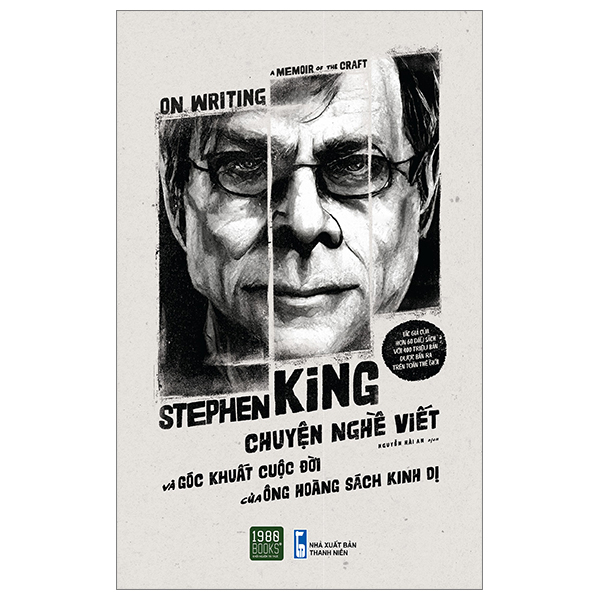 A MEMOIR OF THE CRAFT
ON WRITING
TÁC GIẢ CỦA
HƠN 60 ĐẦU SÁCH
VỚI 400 TRIỆU BẢN
ĐƯỢC BÁN RA
TRÊN TOÀN THẾ GIỚI
STEPHEN KiNG
CHUYỆN NGHỀ VIẾT
NGUYỄN HẢI AN dịch
VÀ GÓC KHUẤT CUỘC ĐỜI
CỦA ÔNG HOÀNG SÁCH KINH DỊ
1980
BOOKS
NHÀ XUẤT BẢN
THANH NIÊN